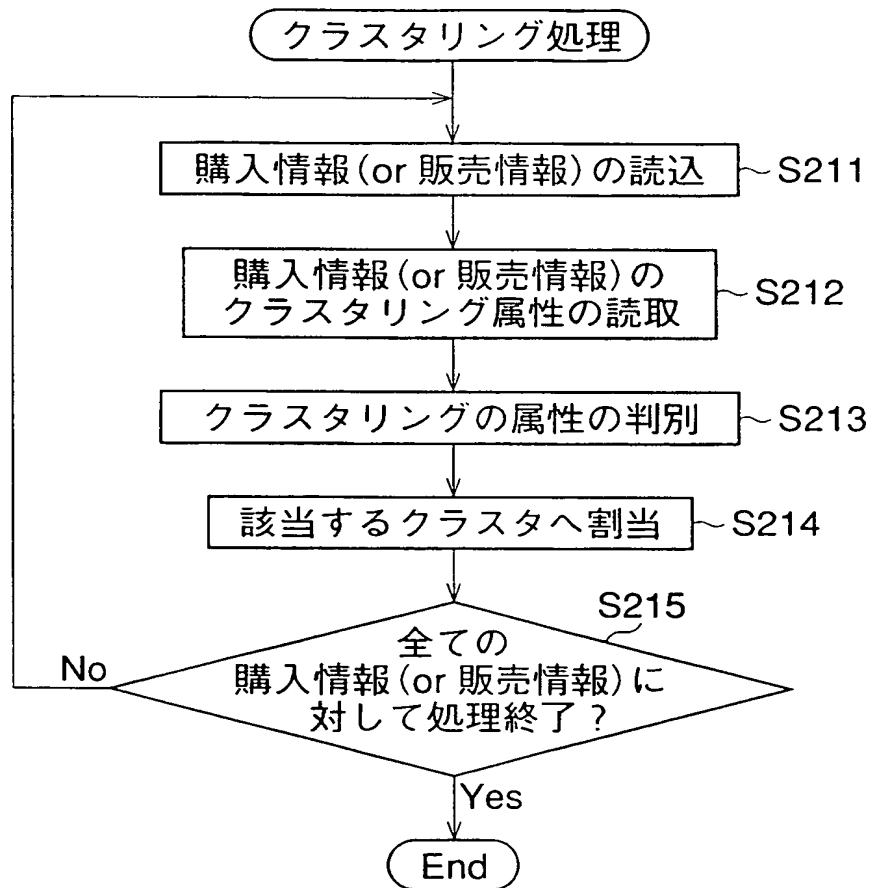 クラスタリング処理
購入情報(or 販売情報)の読込
S211
購入情報(or 販売情報)の
クラスタリング属性の読取
S212
クラスタリングの属性の判別
S213
該当するクラスタへ割当
S214
S215
全ての
購入情報(or 販売情報)に
対して処理終了？
No
Yes
End